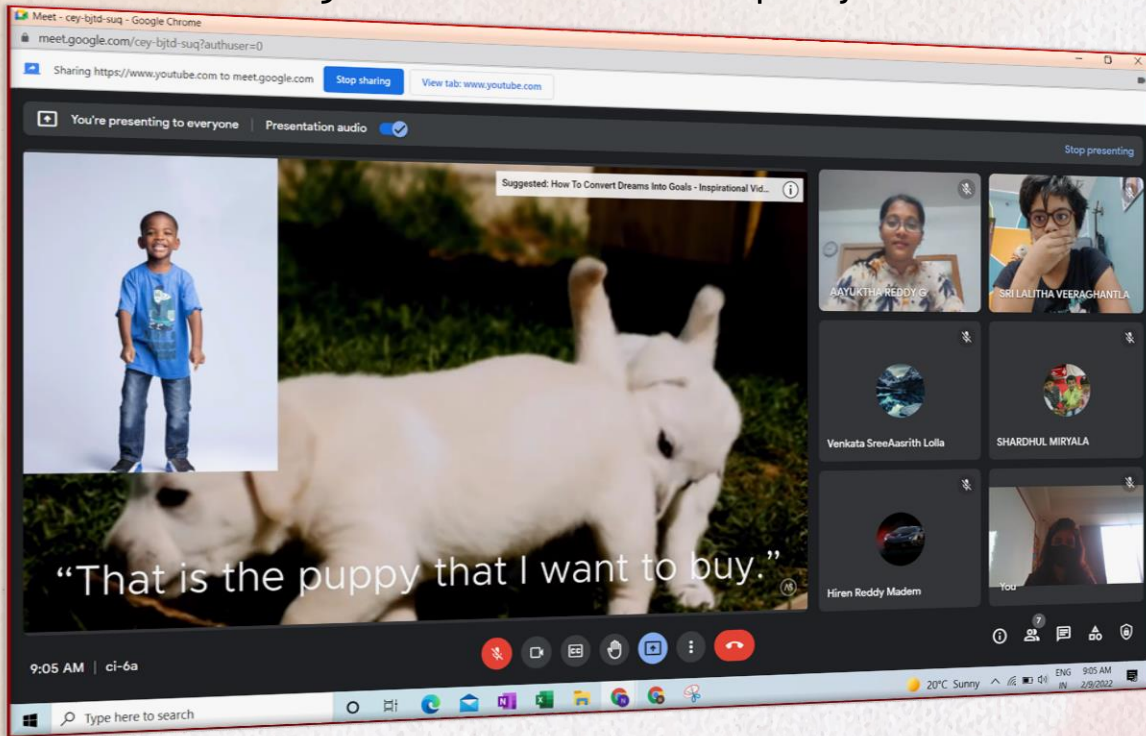 Meet - cey-bjtd-suq - Google Chrome
meet.google.com/cey-bjtd-suq?authuser=0
Sharing https://www.youtube.com to meet.google.com Stop sharing View tab: www.youtube.com
You're presenting to everyone Presentation audio
Stop presenting
Suggested: How To Convert Dreams Into Goals - Inspirational Vid...
AAYUKTHA REDDY G
SRI LALITHA VEERAGHANTLA
Venkata SreeAasrith Lolla
SHARDHUL MIRYALA
“That is the puppy that I want to buy.”
Hiren Reddy Madem
You
7
9:05 AM | ci-6a
20°C Sunny
ENG
IN
9:05 AM
2/9/2022
Type here to search